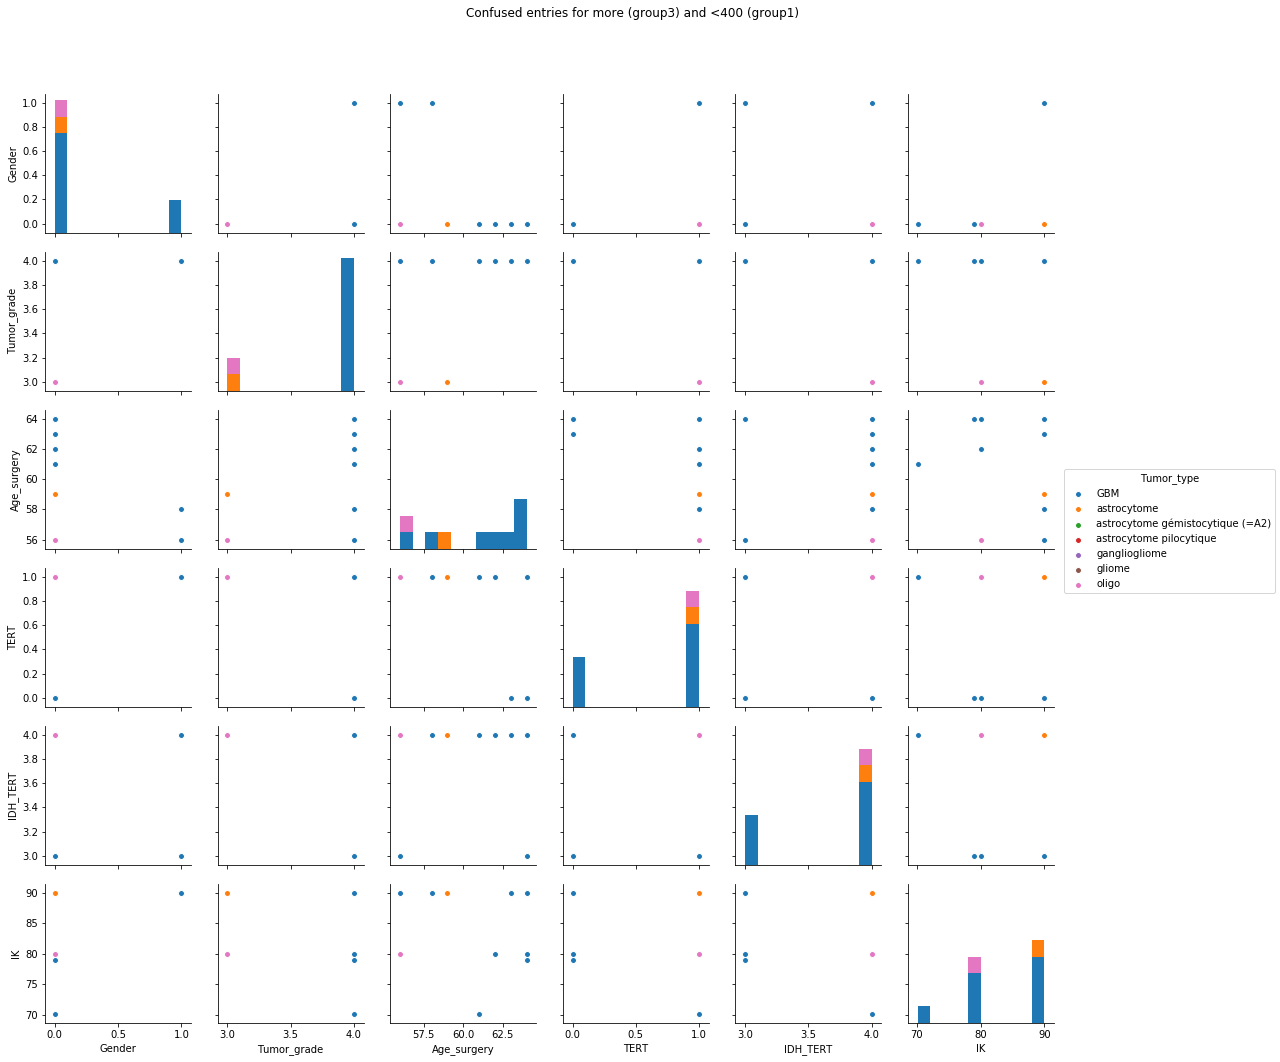 Confused entries for more (group3) and <400 (group1)
Gender
1.0
0.8
0.6
0.4
0.2
0.0
Tumor_grade
4.0
3.8
3.6
3.4
3.2
3.0
Age_surgery
64
62
60
58
56
TERT
1.0
0.8
0.6
0.4
0.2
0.0
IDH_TERT
4.0
3.8
3.6
3.4
3.2
3.0
IK
90
85
80
75
70
0.0 0.5 1.0
Gender
3.0 3.5 4.0
Tumor_grade
57.5 60.0 62.5
Age_surgery
0.0 0.5 1.0
TERT
3.0 3.5 4.0
IDH_TERT
70 80 90
IK
Tumor_type
GBM
astrocytome
astrocytome gémistocytique (=A2)
astrocytome pilocytique
gangliogliome
gliome
oligo